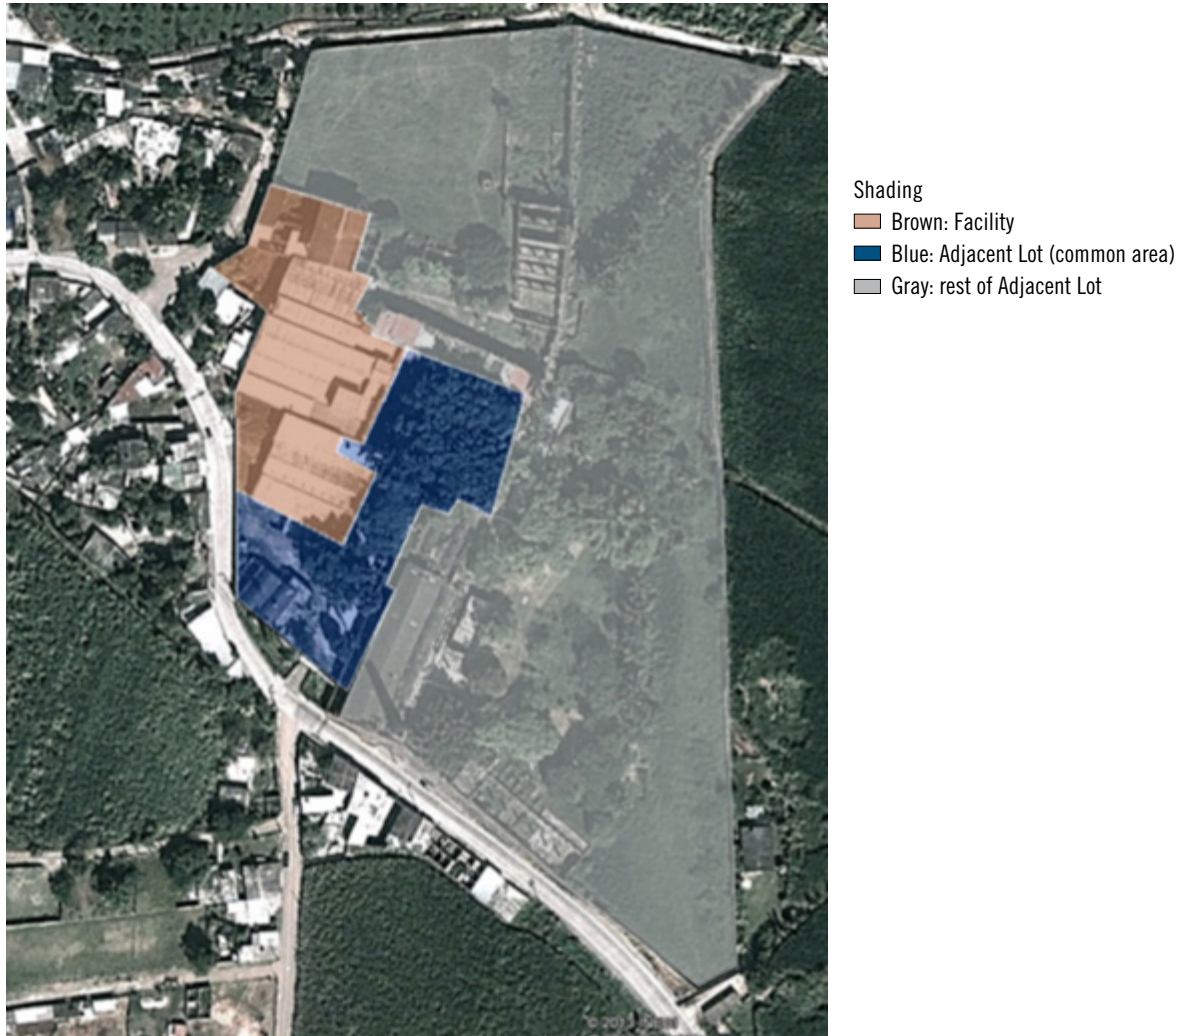 Shading
Brown: Facility
Blue: Adjacent Lot (common area)
Gray: rest of Adjacent Lot